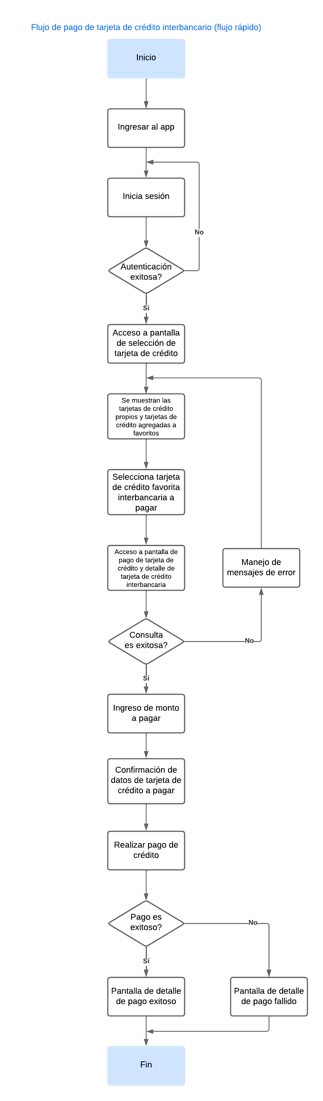 Flujo de pago de tarjeta de crédito interbancario (flujo rápido)
Inicio
Ingresar al app
Inicia sesión
No
Autenticación
exitosa?
Sí
Acceso a pantalla
de selección de
tarjeta de crédito
Se muestran las
tarjetas de crédito
propios y tarjetas de
crédito agregadas a
favoritos
Selecciona tarjeta
de crédito favorita
interbancaria a
pagar
Acceso a pantalla de
pago de tarjeta de
crédito y detalle de
tarjeta de crédito
interbancaria
Manejo de
mensajes de error
Consulta
es exitosa?
No
Sí
Ingreso de monto
a pagar
Confirmación de
datos de tarjeta de
crédito a pagar
Realizar pago de
crédito
Pago es
exitoso?
No
Sí
Pantalla de detalle
de pago exitoso
Pantalla de detalle
de pago fallido
Fin